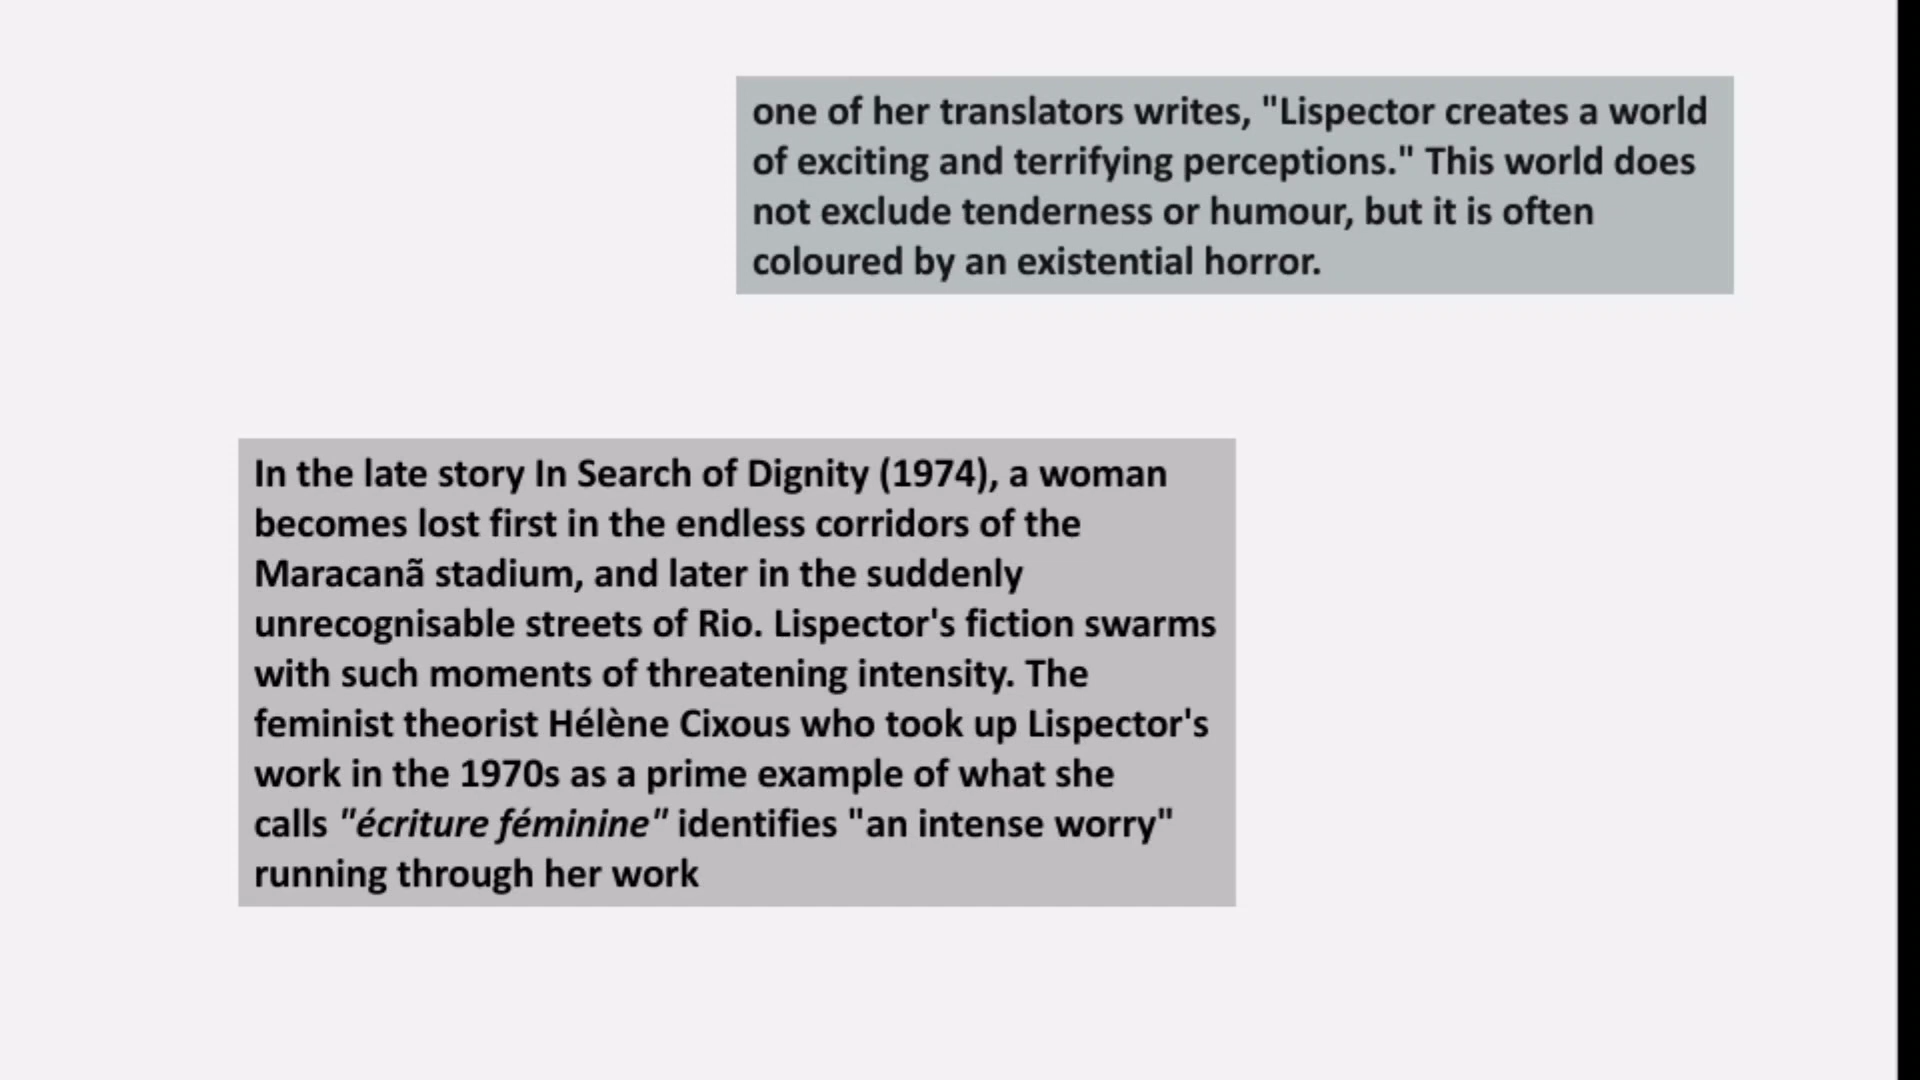 one of her translators writes, "Lispector creates a world
of exciting and terrifying perceptions." This world does
not exclude tenderness or humour, but it is often
coloured by an existential horror.
In the late story In Search of Dignity (1974), a woman
becomes lost first in the endless corridors of the
Maracanã stadium, and later in the suddenly
unrecognisable streets of Rio. Lispector's fiction swarms
with such moments of threatening intensity. The
feminist theorist Hélène Cixous who took up Lispector's
work in the 1970s as a prime example of what she
calls "écriture féminine" identifies "an intense worry"
running through her work